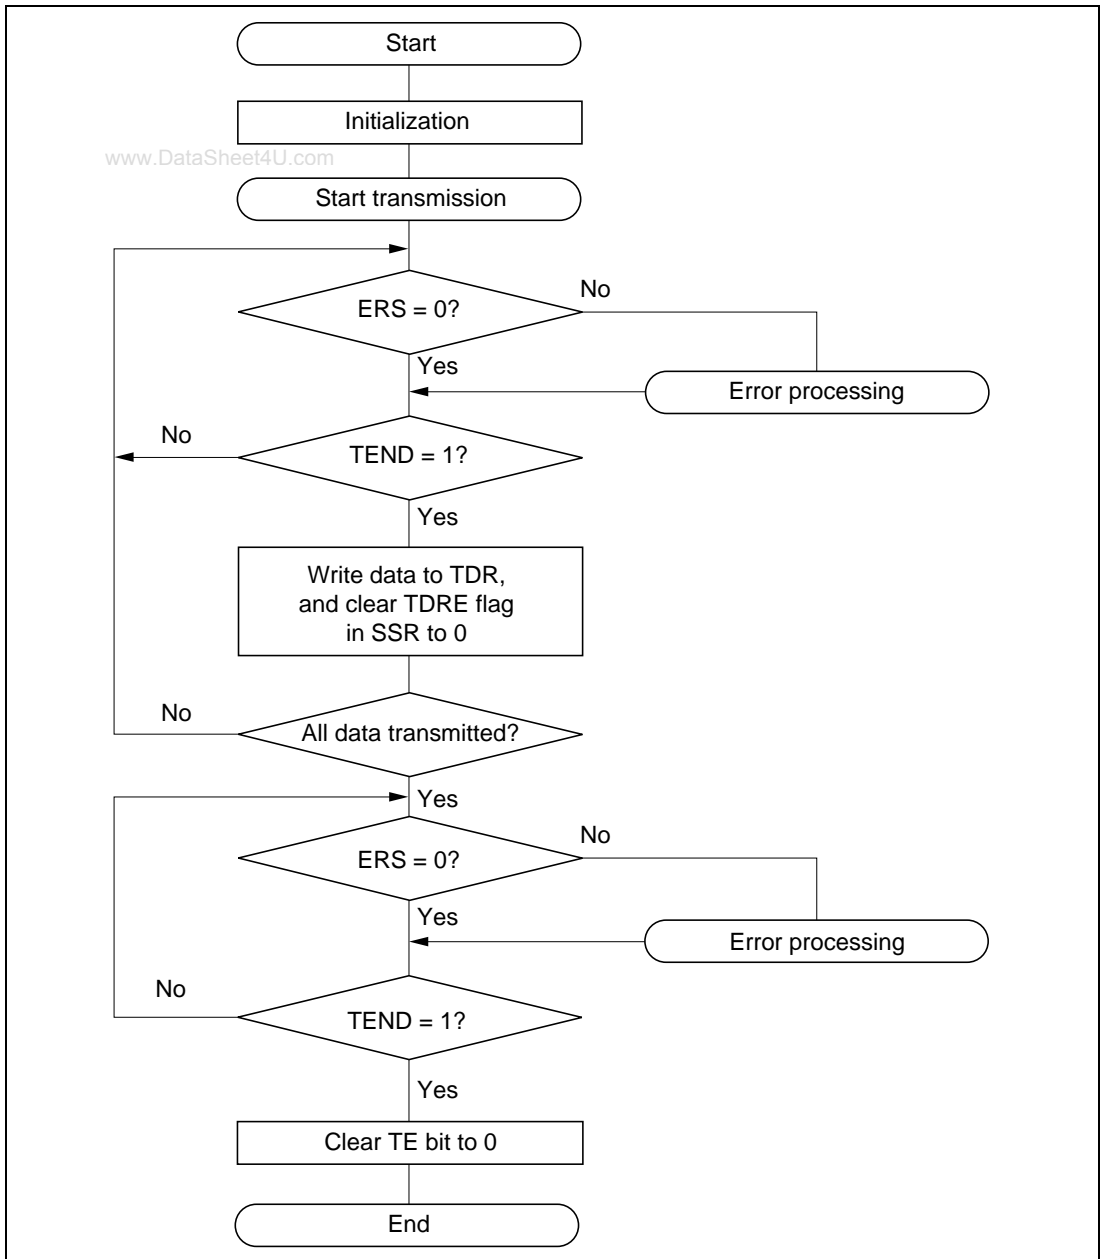 Start
Initialization
www.DataSheet4U.com
Start transmission
ERS = 0?
No
Yes
Error processing
No
TEND = 1?
Yes
Write data to TDR,
and clear TDRE flag
in SSR to 0
No
All data transmitted?
Yes
No
ERS = 0?
Yes
Error processing
No
TEND = 1?
Yes
Clear TE bit to 0
End